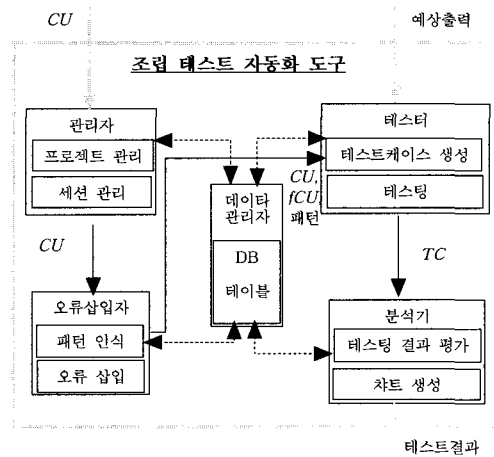 CU
예상출력
조립 테스트 자동화 도구
관리자
프로젝트 관리
세션 관리
테스터
테스트케이스 생성
테스팅
CU,
fCU,
패턴
데이타
관리자
DB
테이블
CU
TC
오류삽입자
패턴 인식
오류 삽입
분석기
테스팅 결과 평가
챠트 생성
테스트결과